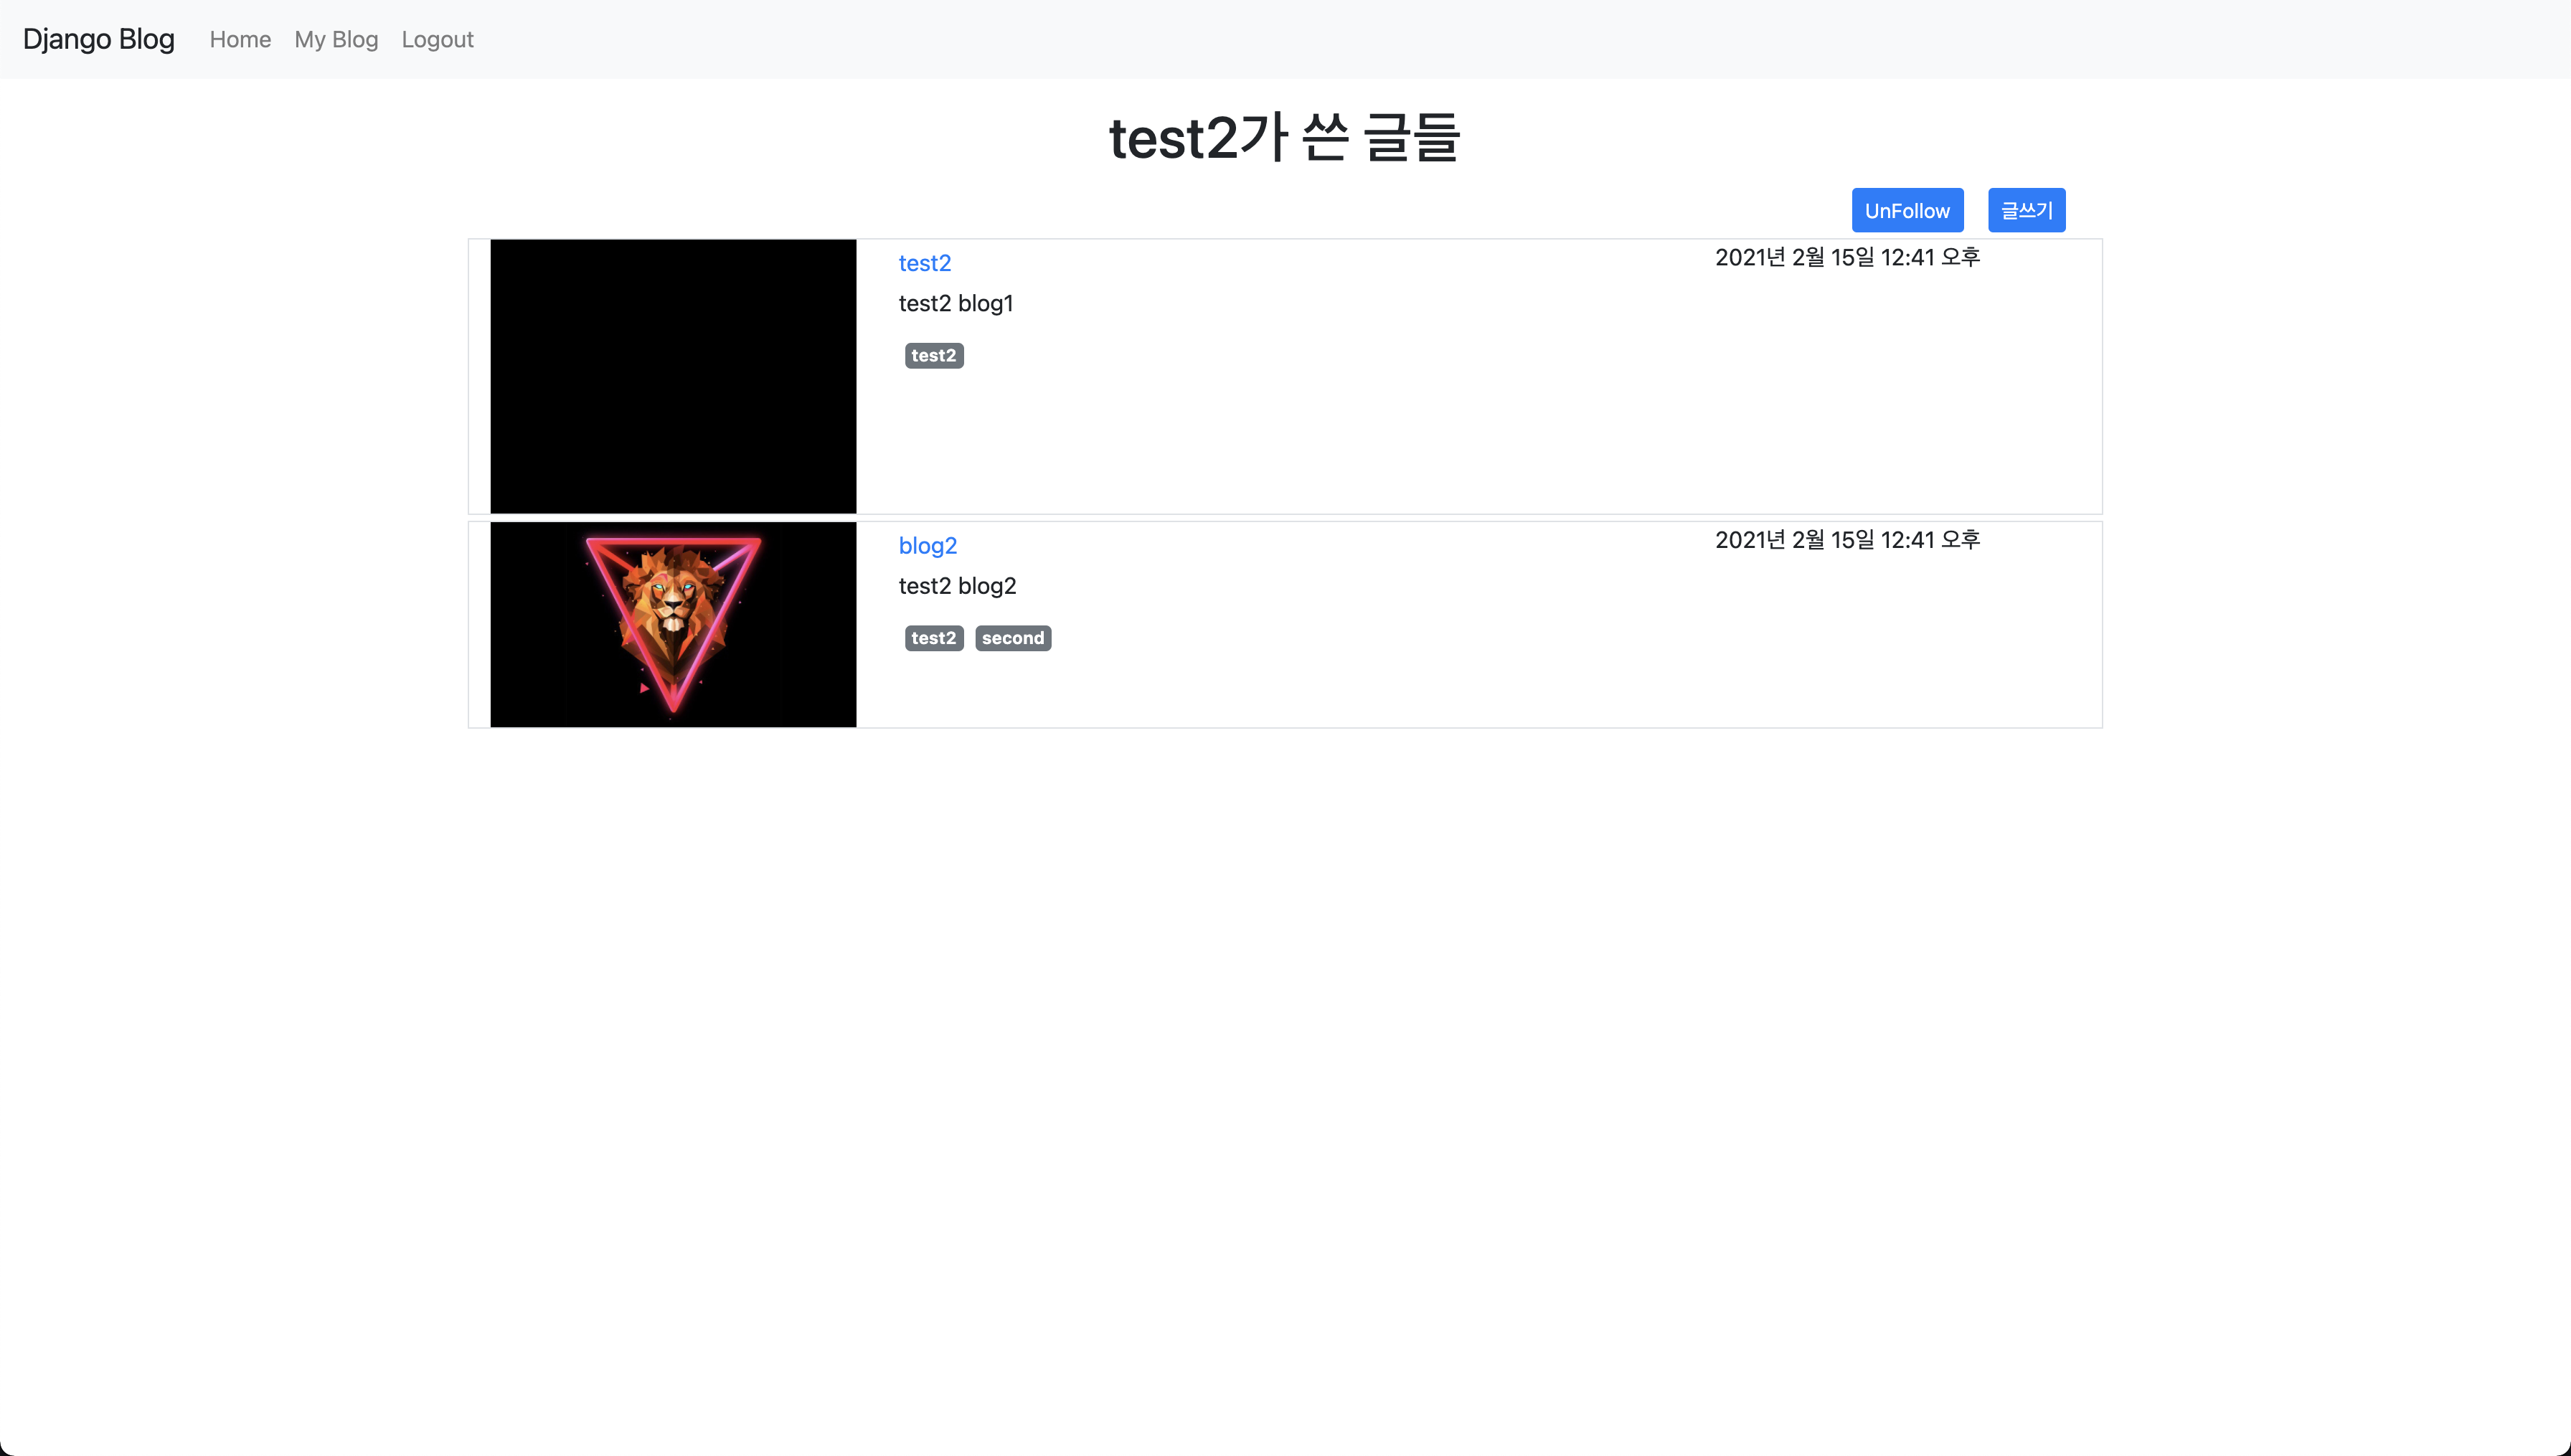 Django Blog Home My Blog Logout
test2가 쓴 글들
UnFollow 글쓰기
test2 2021년 2월 15일 12:41 오후
test2 blog1
test2
blog2 2021년 2월 15일 12:41 오후
test2 blog2
test2 second